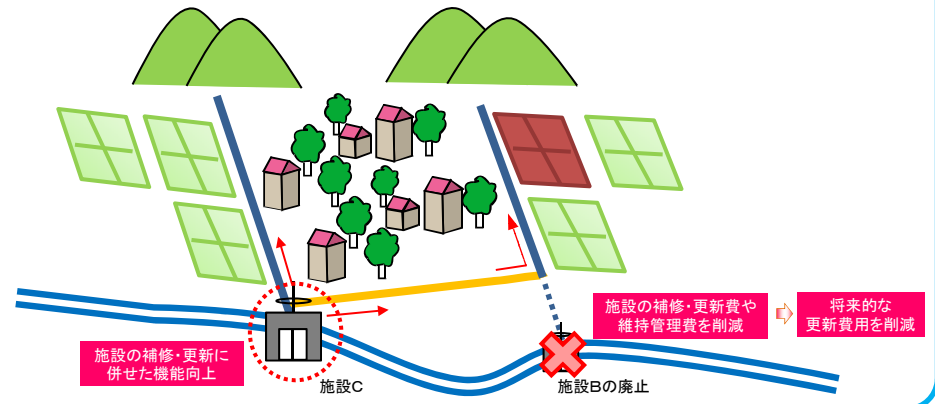 施設の補修・更新費や
維持管理費を削減
将来的な
更新費用を削減
施設の補修・更新に
併せた機能向上
施設C
施設Bの廃止